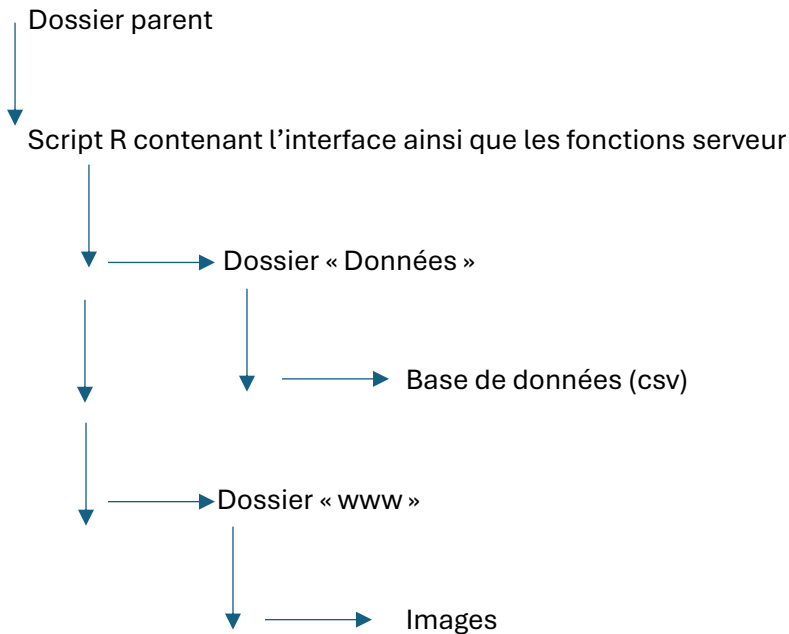 Dossier parent
Script R contenant l’interface ainsi que les fonctions serveur
Dossier « Données »
Base de données (csv)
Dossier « www »
Images